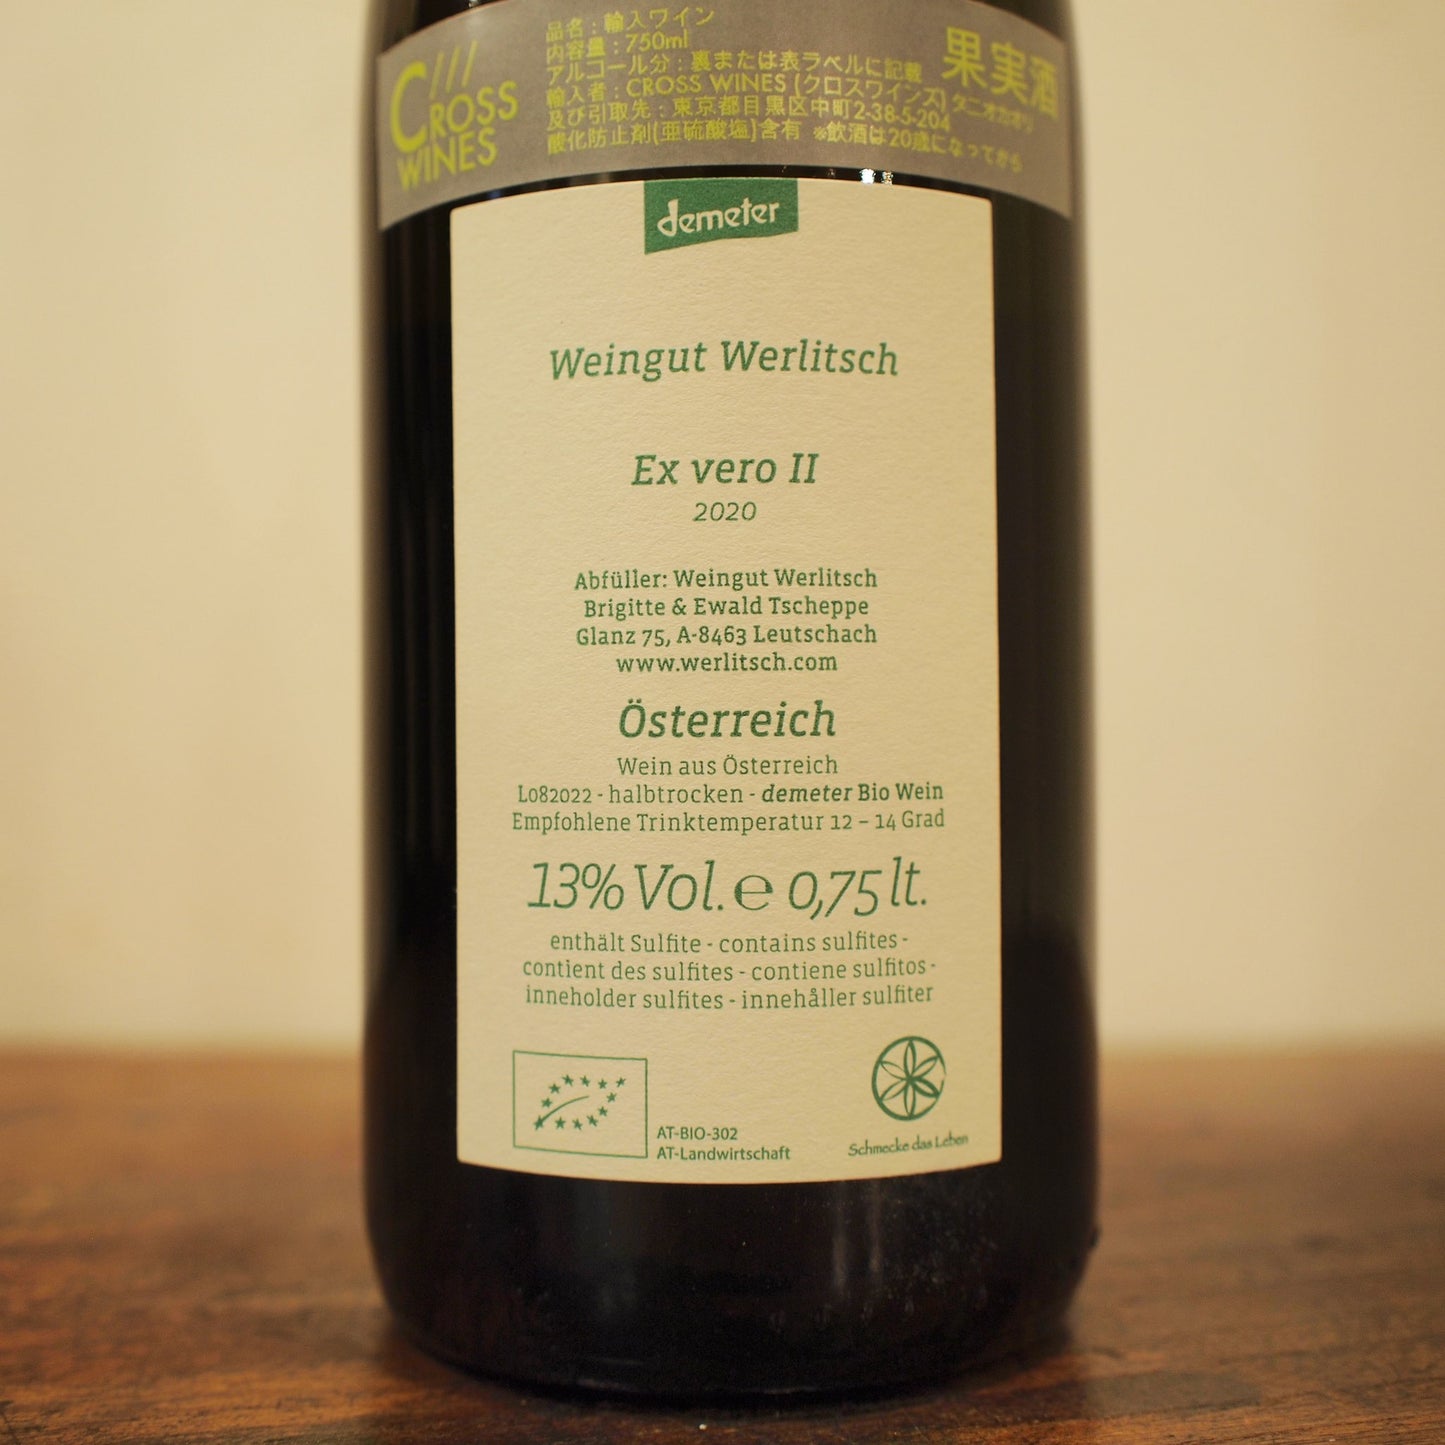 CROSS
WINES
品名：輸入ワイン
内容量：750ml
アルコール分：裏または表ラベルに記載
輸入者：CROSS WINES (クロスワインズ) タニオカオリ
及び引取先：東京都目黒区中町2-38-5-204
酸化防止剤(亜硫酸塩)含有 ※飲酒は20歳になってから
果実酒
demeter
Weingut Werlitsch
Ex vero II
2020
Abfüller: Weingut Werlitsch
Brigitte & Ewald Tscheppe
Glanz 75, A-8463 Leutschach
www.werlitsch.com
Österreich
Wein aus Österreich
L082022 - halbtrocken - demeter Bio Wein
Empfohlene Trinktemperatur 12 – 14 Grad
13% Vol. ℮ 0,75 lt.
enthält Sulfite - contains sulfites -
contient des sulfites - contiene sulfitos -
inneholder sulfites - innehåller sulfiter
AT-BIO-302
AT-Landwirtschaft
Schmecke das Leben